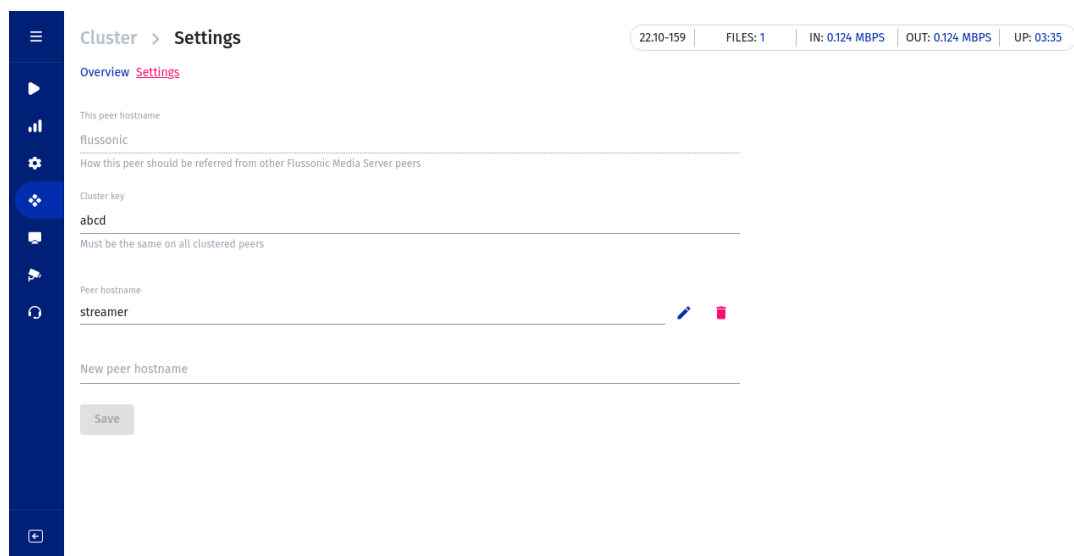 Cluster > Settings
22.10-159 FILES: 1 IN: 0.124 MBPS OUT: 0.124 MBPS UP: 03:35
Overview Settings
This peer hostname
flussonic
How this peer should be referred from other Flussonic Media Server peers
Cluster key
abcd
Must be the same on all clustered peers
Peer hostname
streamer
New peer hostname
Save